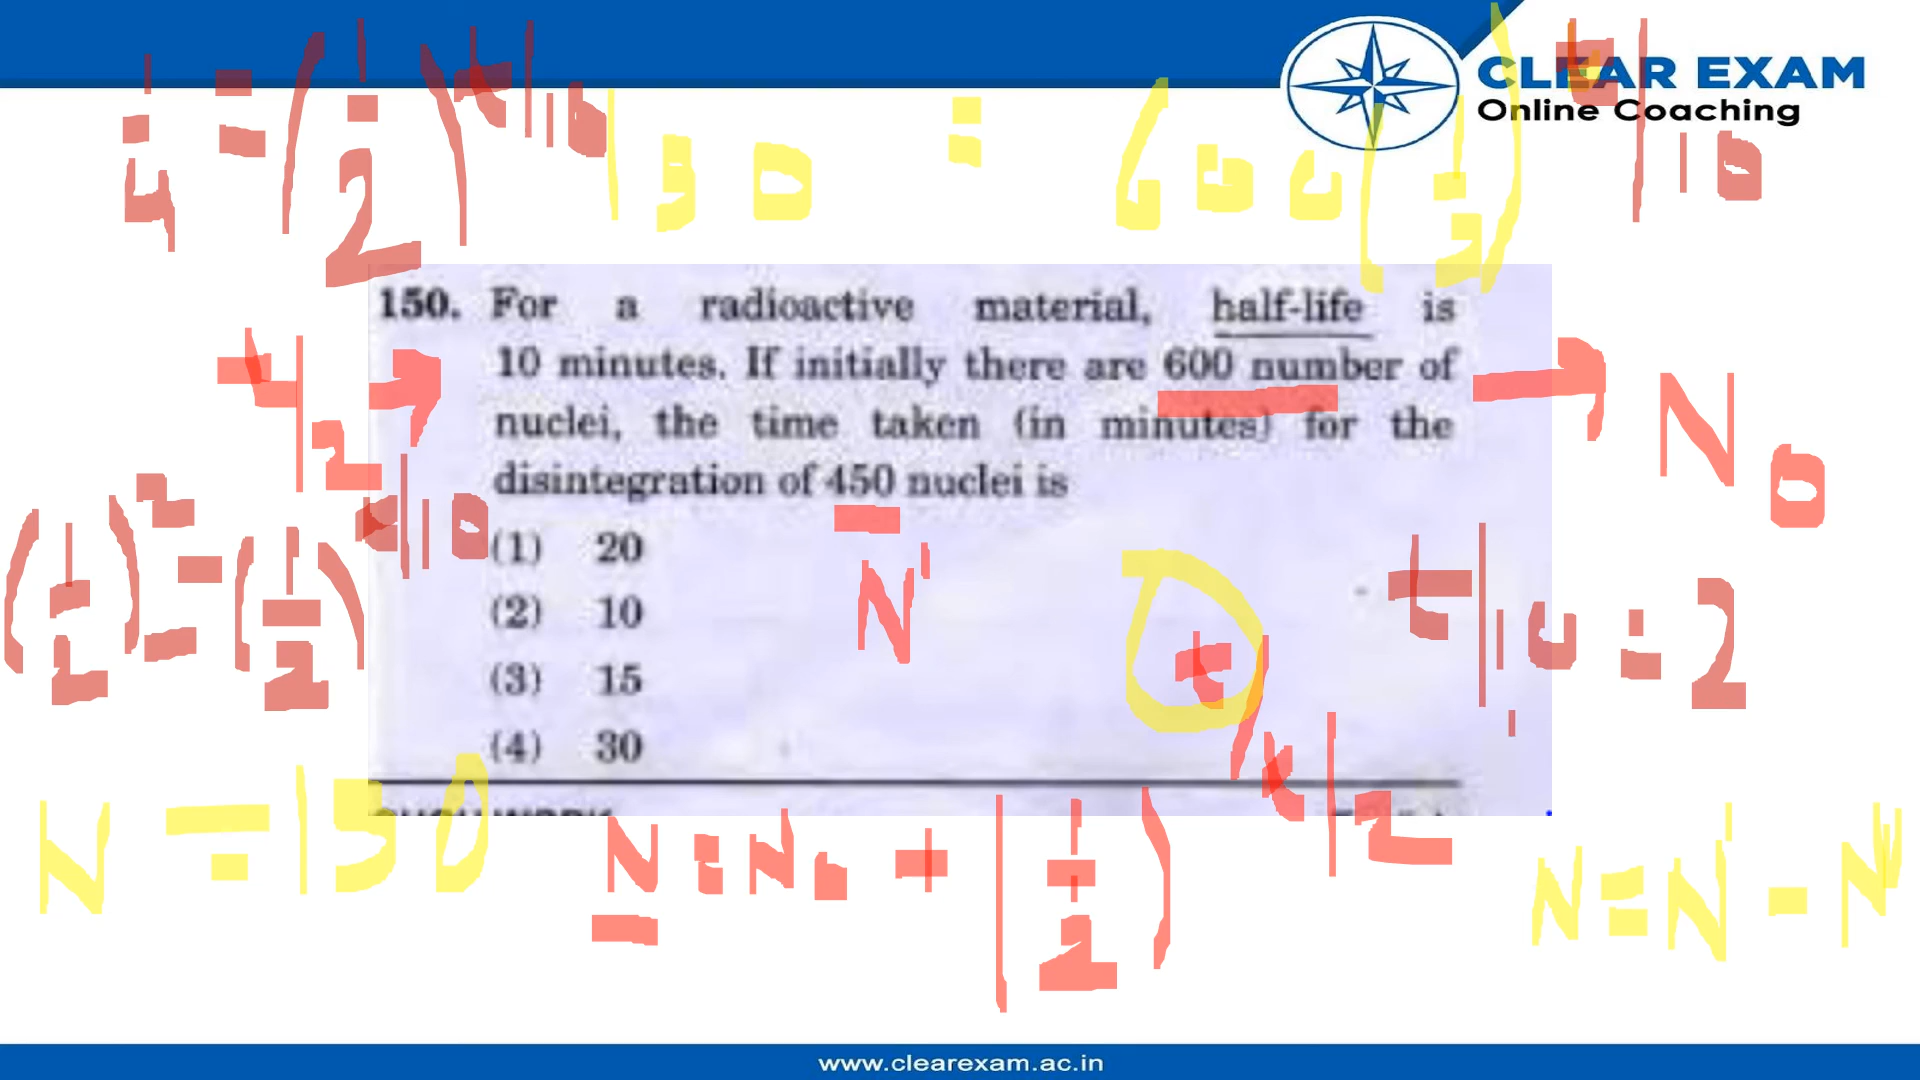 CLEAR EXAM
Online Coaching
1/4 = (1/2)^t/10
150 = 600(1/2)^t/10
150. For a radioactive material, half-life is
10 minutes. If initially there are 600 number of
nuclei, the time taken (in minutes) for the
disintegration of 450 nuclei is
(1) 20
(2) 10
(3) 15
(4) 30
t1/2 →
→ N0
(1/2)^2 = (1/2)^t/10
N'
t/10 = 2
N = 150
N = N0 + (1/2)^t/t1/2
www.clearexam.ac.in